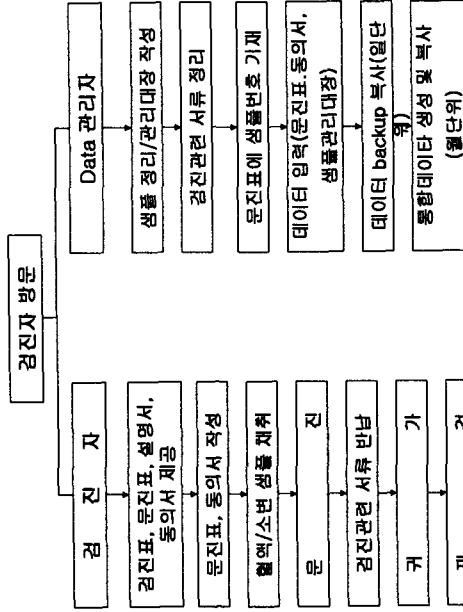 검진자 방문
검 진 자
검진표, 문진표, 설명서,
동의서 제공
문진표, 동의서 작성
혈액/소변 샘플 채취
문 진
검진관련 서류 반납
귀 가
Data 관리자
샘플 정리/관리대장 작성
검진관련 서류 정리
문진표에 샘플번호 기재
데이터 입력(문진표.동의서,
샘플관리대장)
데이터 backup 복사(일단
위)
통합데이타 생성 및 복사
(월단위)